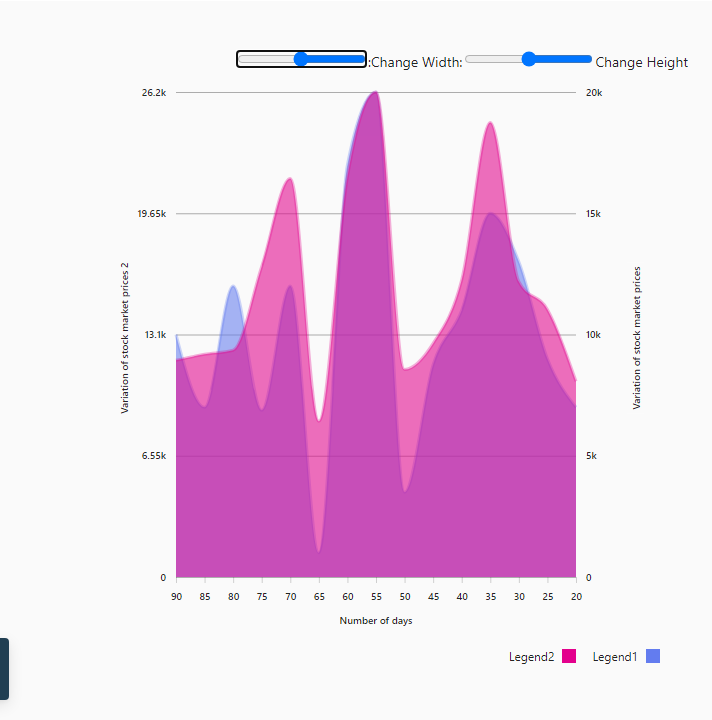 :Change Width: Change Height
26.2k 20k
19.65k 15k
13.1k 10k
6.55k 5k
0 0
Variation of stock market prices 2
Variation of stock market prices
90 85 80 75 70 65 60 55 50 45 40 35 30 25 20
Number of days
Legend2 Legend1